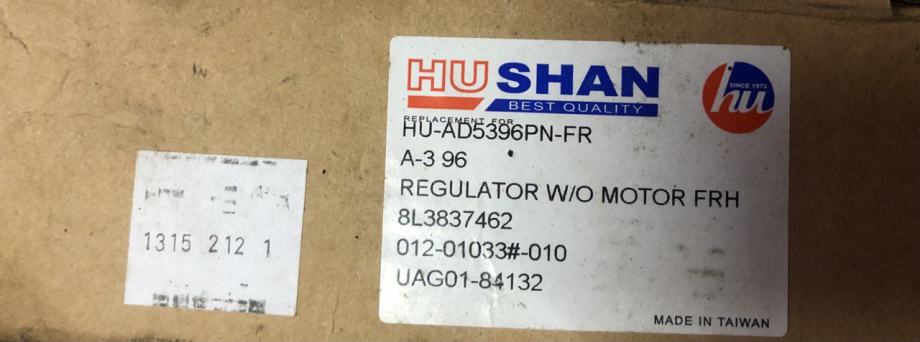 HU SHAN
BEST QUALITY
SINCE 1972
hu
REPLACEMENT FOR
HU-AD5396PN-FR
A-3 96
REGULATOR W/O MOTOR FRH
8L3837462
012-01033#-010
UAG01-84132
MADE IN TAIWAN
1315 212 1